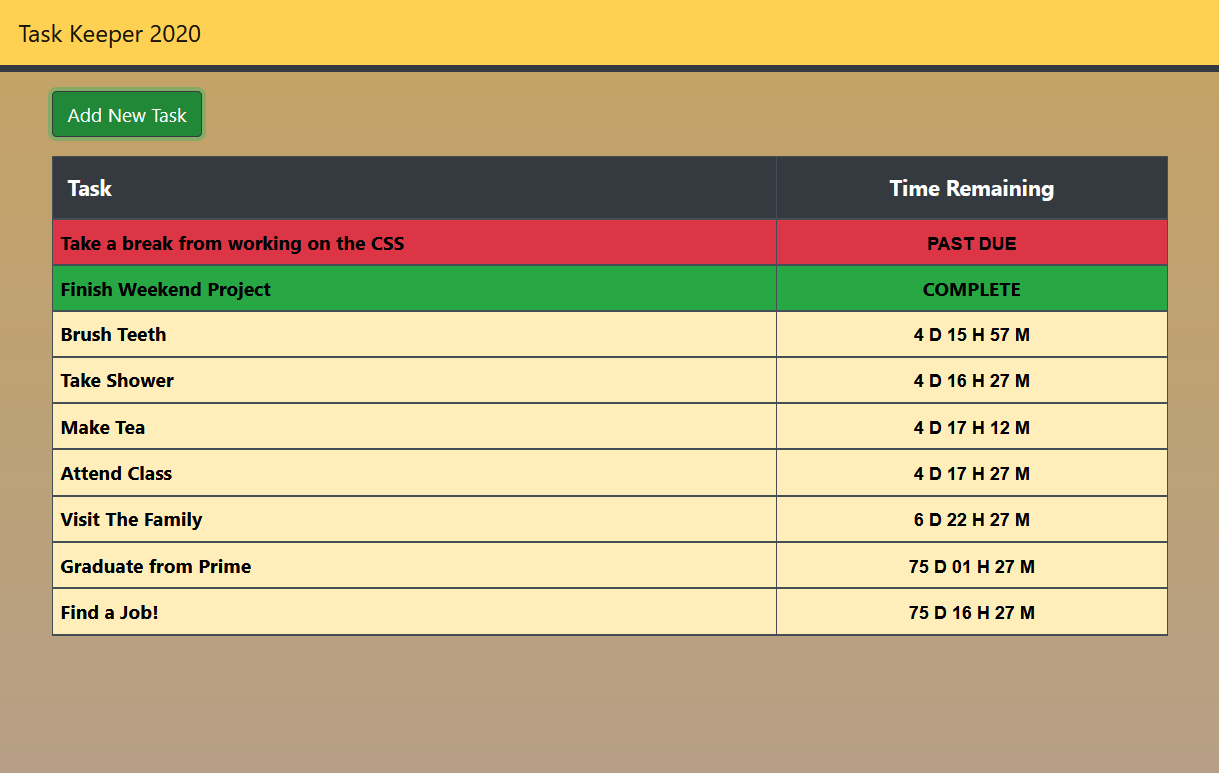 Task Keeper 2020
Add New Task
Task Time Remaining
Take a break from working on the CSS PAST DUE
Finish Weekend Project COMPLETE
Brush Teeth 4 D 15 H 57 M
Take Shower 4 D 16 H 27 M
Make Tea 4 D 17 H 12 M
Attend Class 4 D 17 H 27 M
Visit The Family 6 D 22 H 27 M
Graduate from Prime 75 D 01 H 27 M
Find a Job! 75 D 16 H 27 M